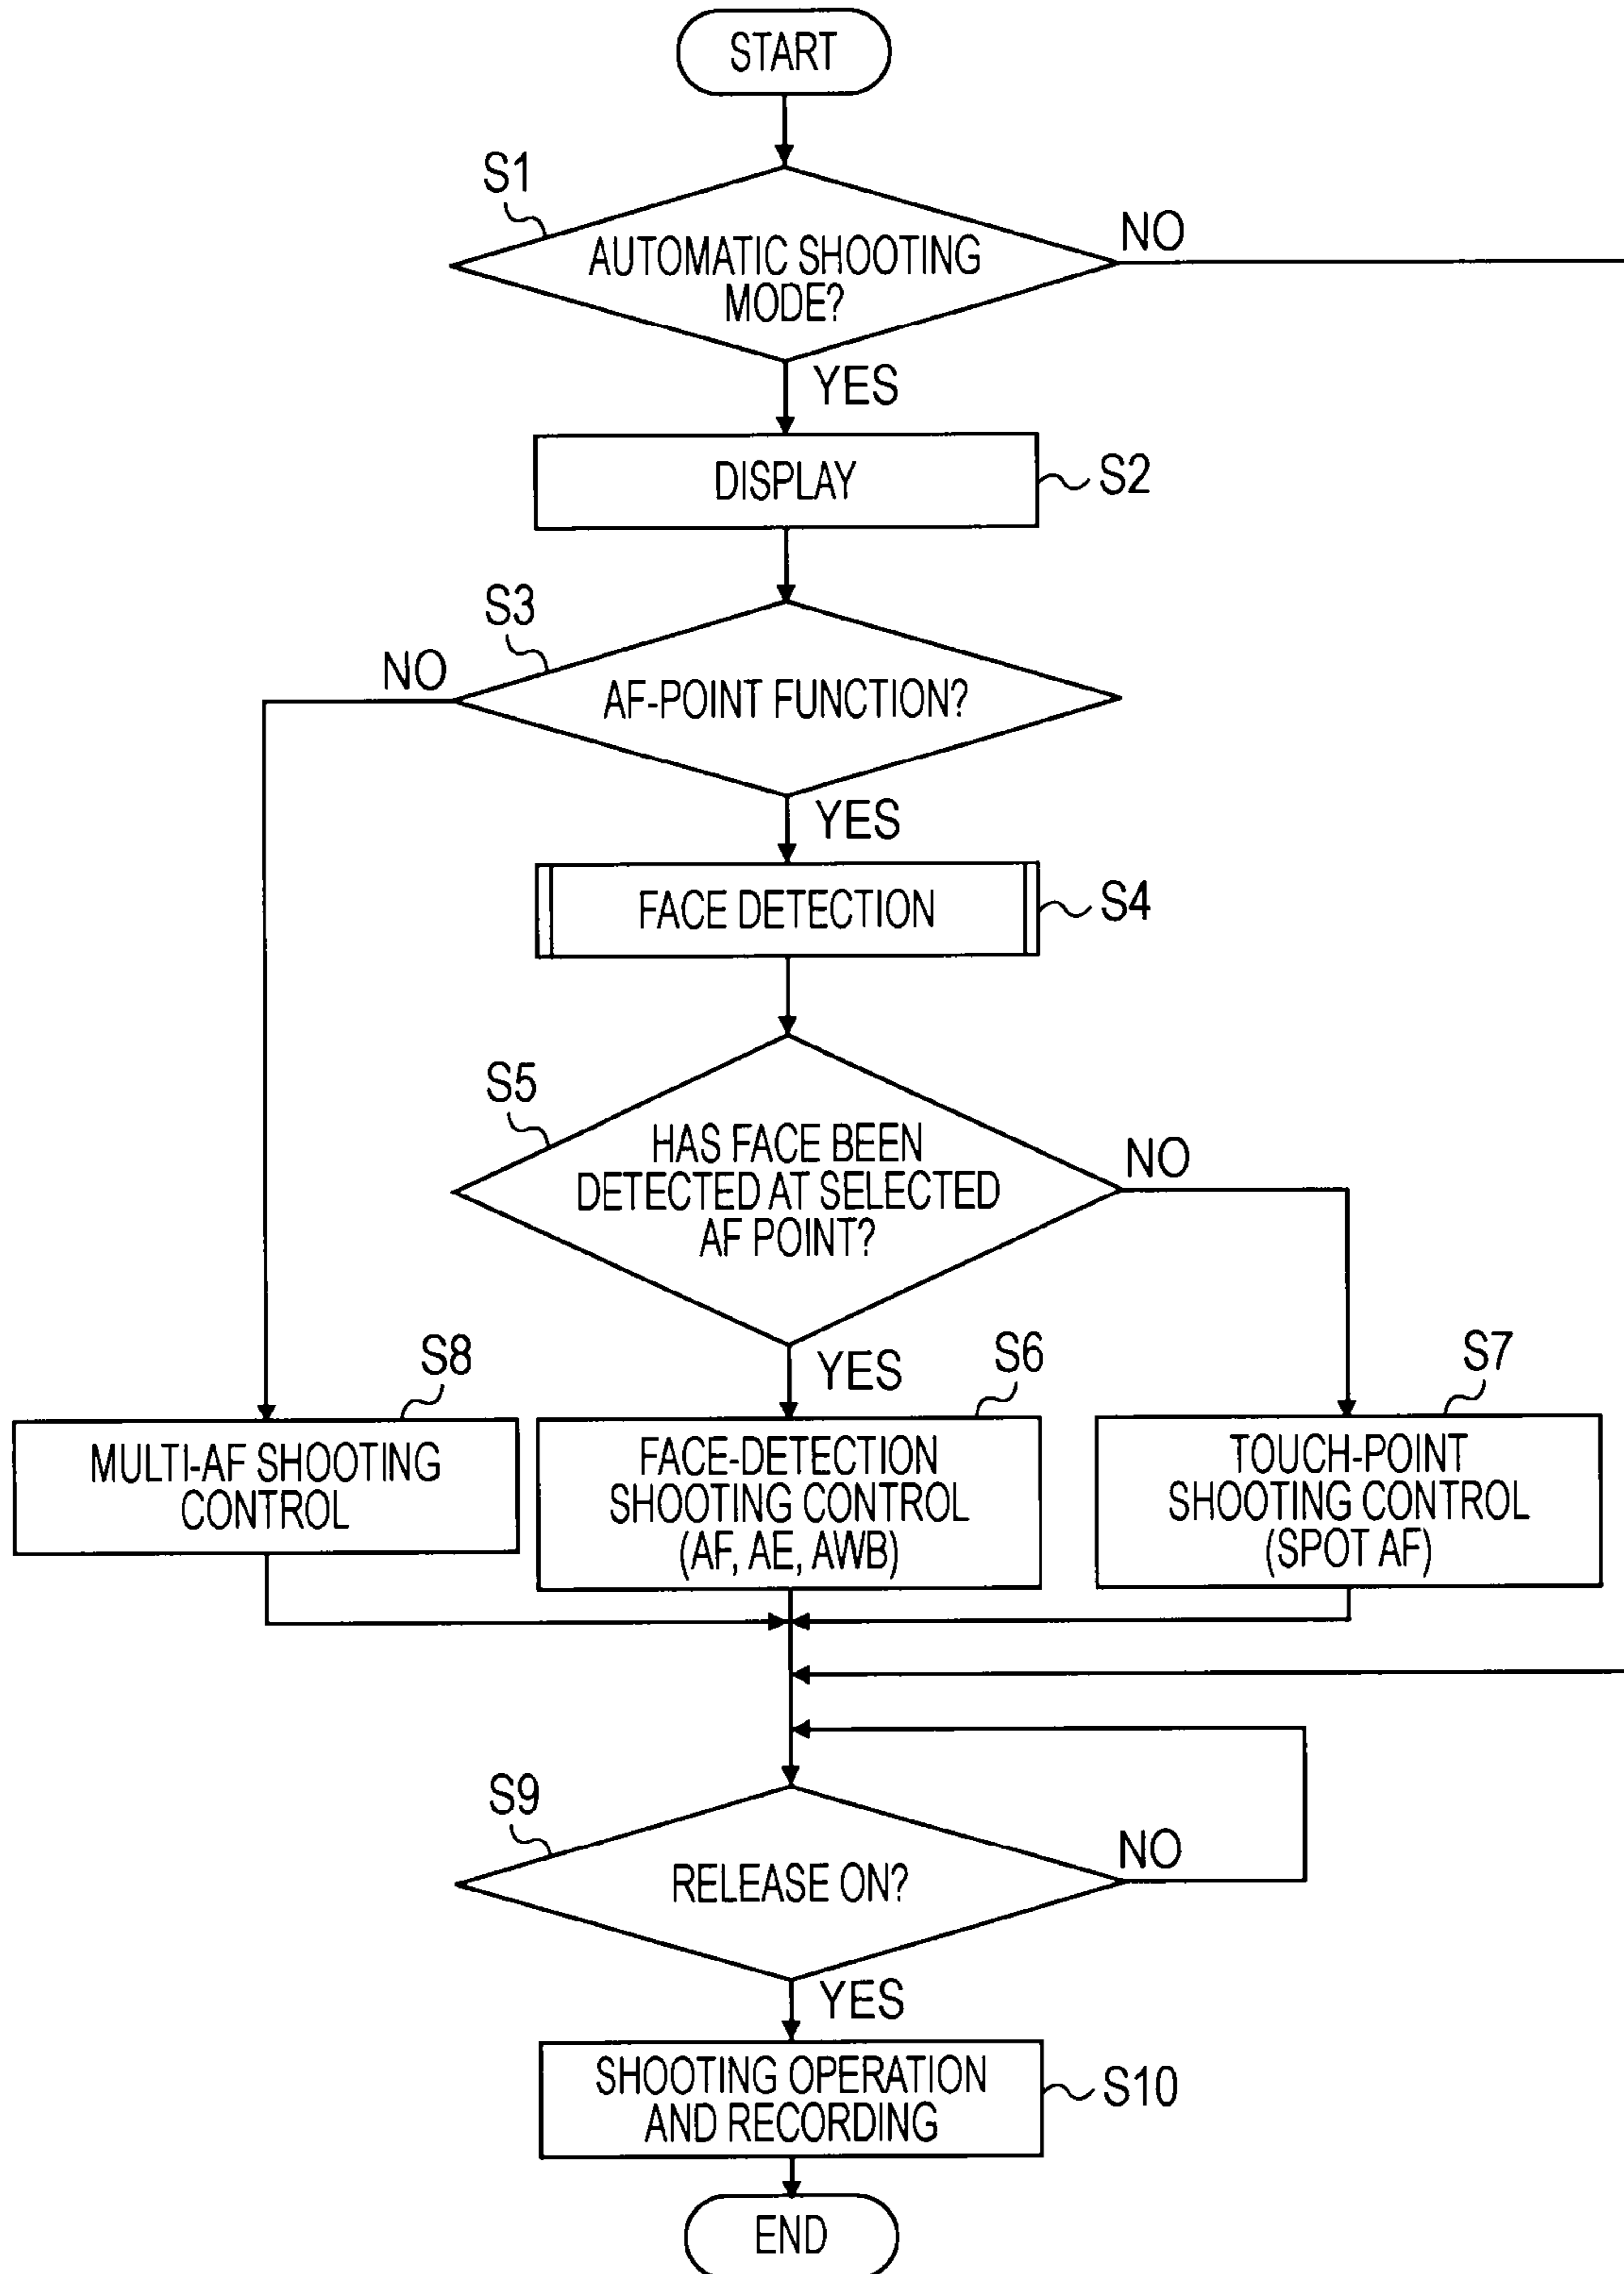 START
S1
AUTOMATIC SHOOTING
MODE?
NO
YES
DISPLAY
S2
S3
NO
AF-POINT FUNCTION?
YES
FACE DETECTION
S4
S5
HAS FACE BEEN
DETECTED AT SELECTED
AF POINT?
NO
YES
S8
MULTI-AF SHOOTING
CONTROL
S6
FACE-DETECTION
SHOOTING CONTROL
(AF, AE, AWB)
S7
TOUCH-POINT
SHOOTING CONTROL
(SPOT AF)
S9
RELEASE ON?
NO
YES
SHOOTING OPERATION
AND RECORDING
S10
END